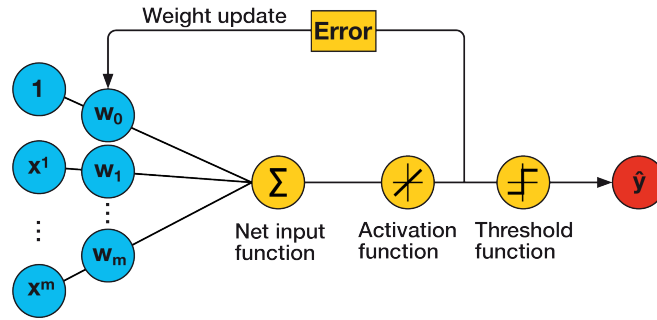 Weight update
Error
1
w₀
x¹
w₁
⋮
⋮
wₘ
xᵐ
Σ
ŷ
Net input
function
Activation
function
Threshold
function